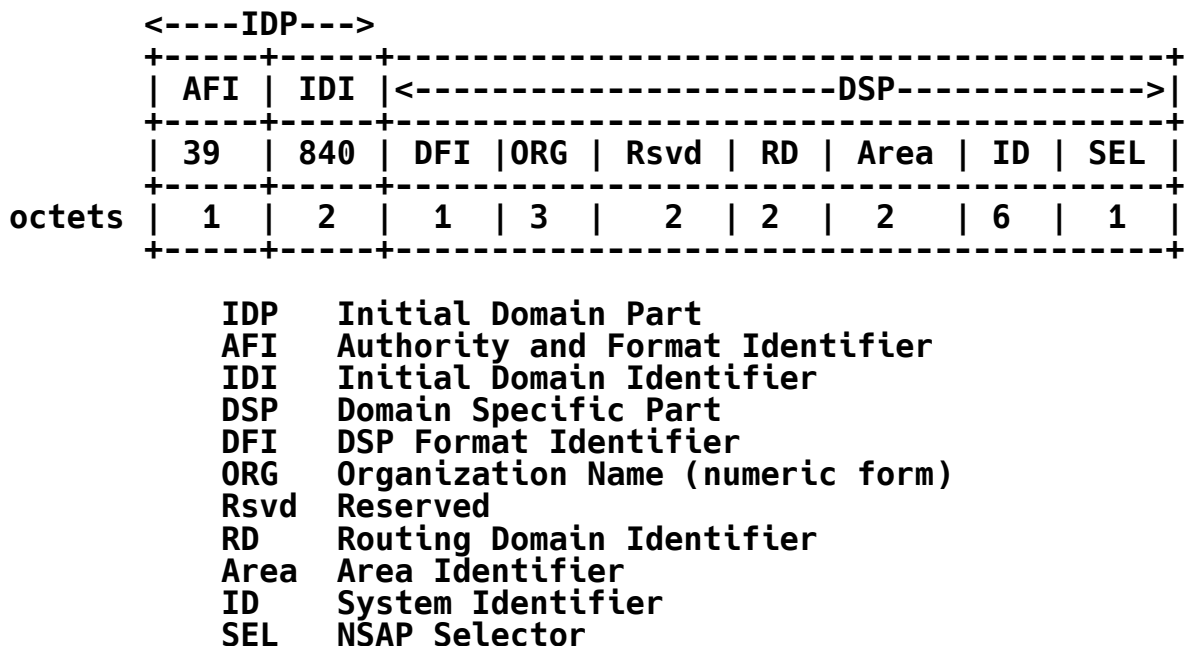 <----IDP--->
+-----+-----+----------------------------------------+
| AFI | IDI |<----------------------DSP------------->|
+-----+-----+----------------------------------------+
| 39  | 840 | DFI |ORG | Rsvd | RD | Area | ID | SEL |
+-----+-----+----------------------------------------+
octets |  1  |  2  |  1  | 3  |   2  | 2  |  2   | 6  |  1  |
+-----+-----+----------------------------------------+
IDP   Initial Domain Part
AFI   Authority and Format Identifier
IDI   Initial Domain Identifier
DSP   Domain Specific Part
DFI   DSP Format Identifier
ORG   Organization Name (numeric form)
Rsvd  Reserved
RD    Routing Domain Identifier
Area  Area Identifier
ID    System Identifier
SEL   NSAP Selector